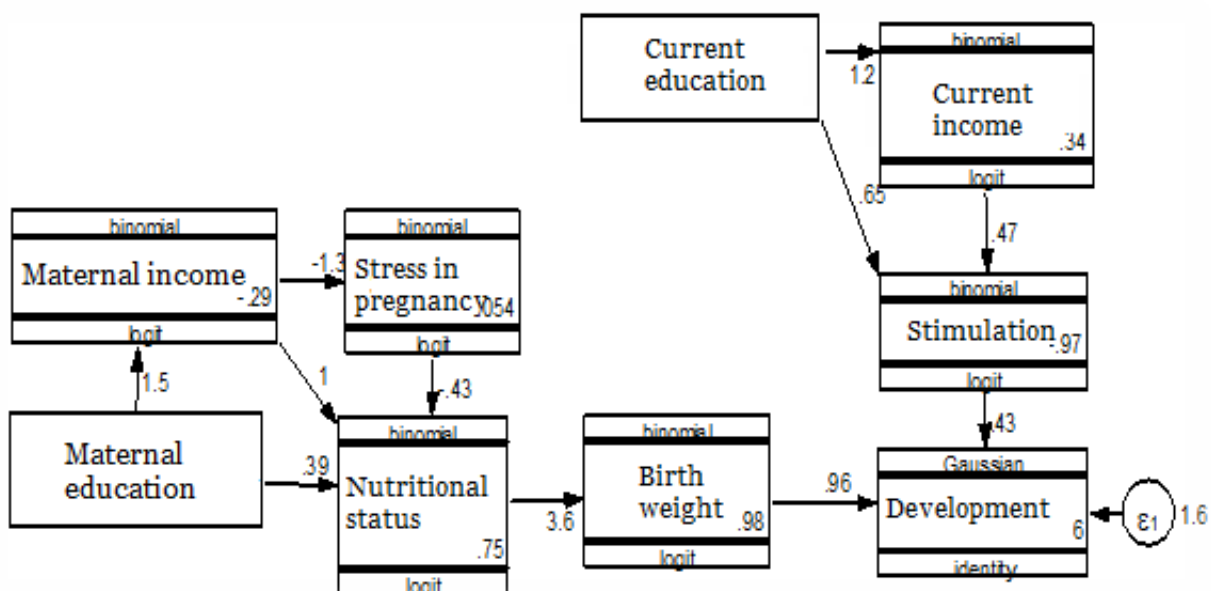 Current
education
binomial
1.2
Current
income
.34
logit
.65
.47
binomial
binomial
-1.3
Maternal income
-.29
Stress in
pregnancy
.054
logit
logit
binomial
Stimulation
-.97
logit
1.5
1
-.43
.43
Maternal
education
.39
binomial
Nutritional
status
.75
logit
3.6
binomial
Birth
weight
.98
logit
.96
Gaussian
Development
6
identity
ε1
1.6